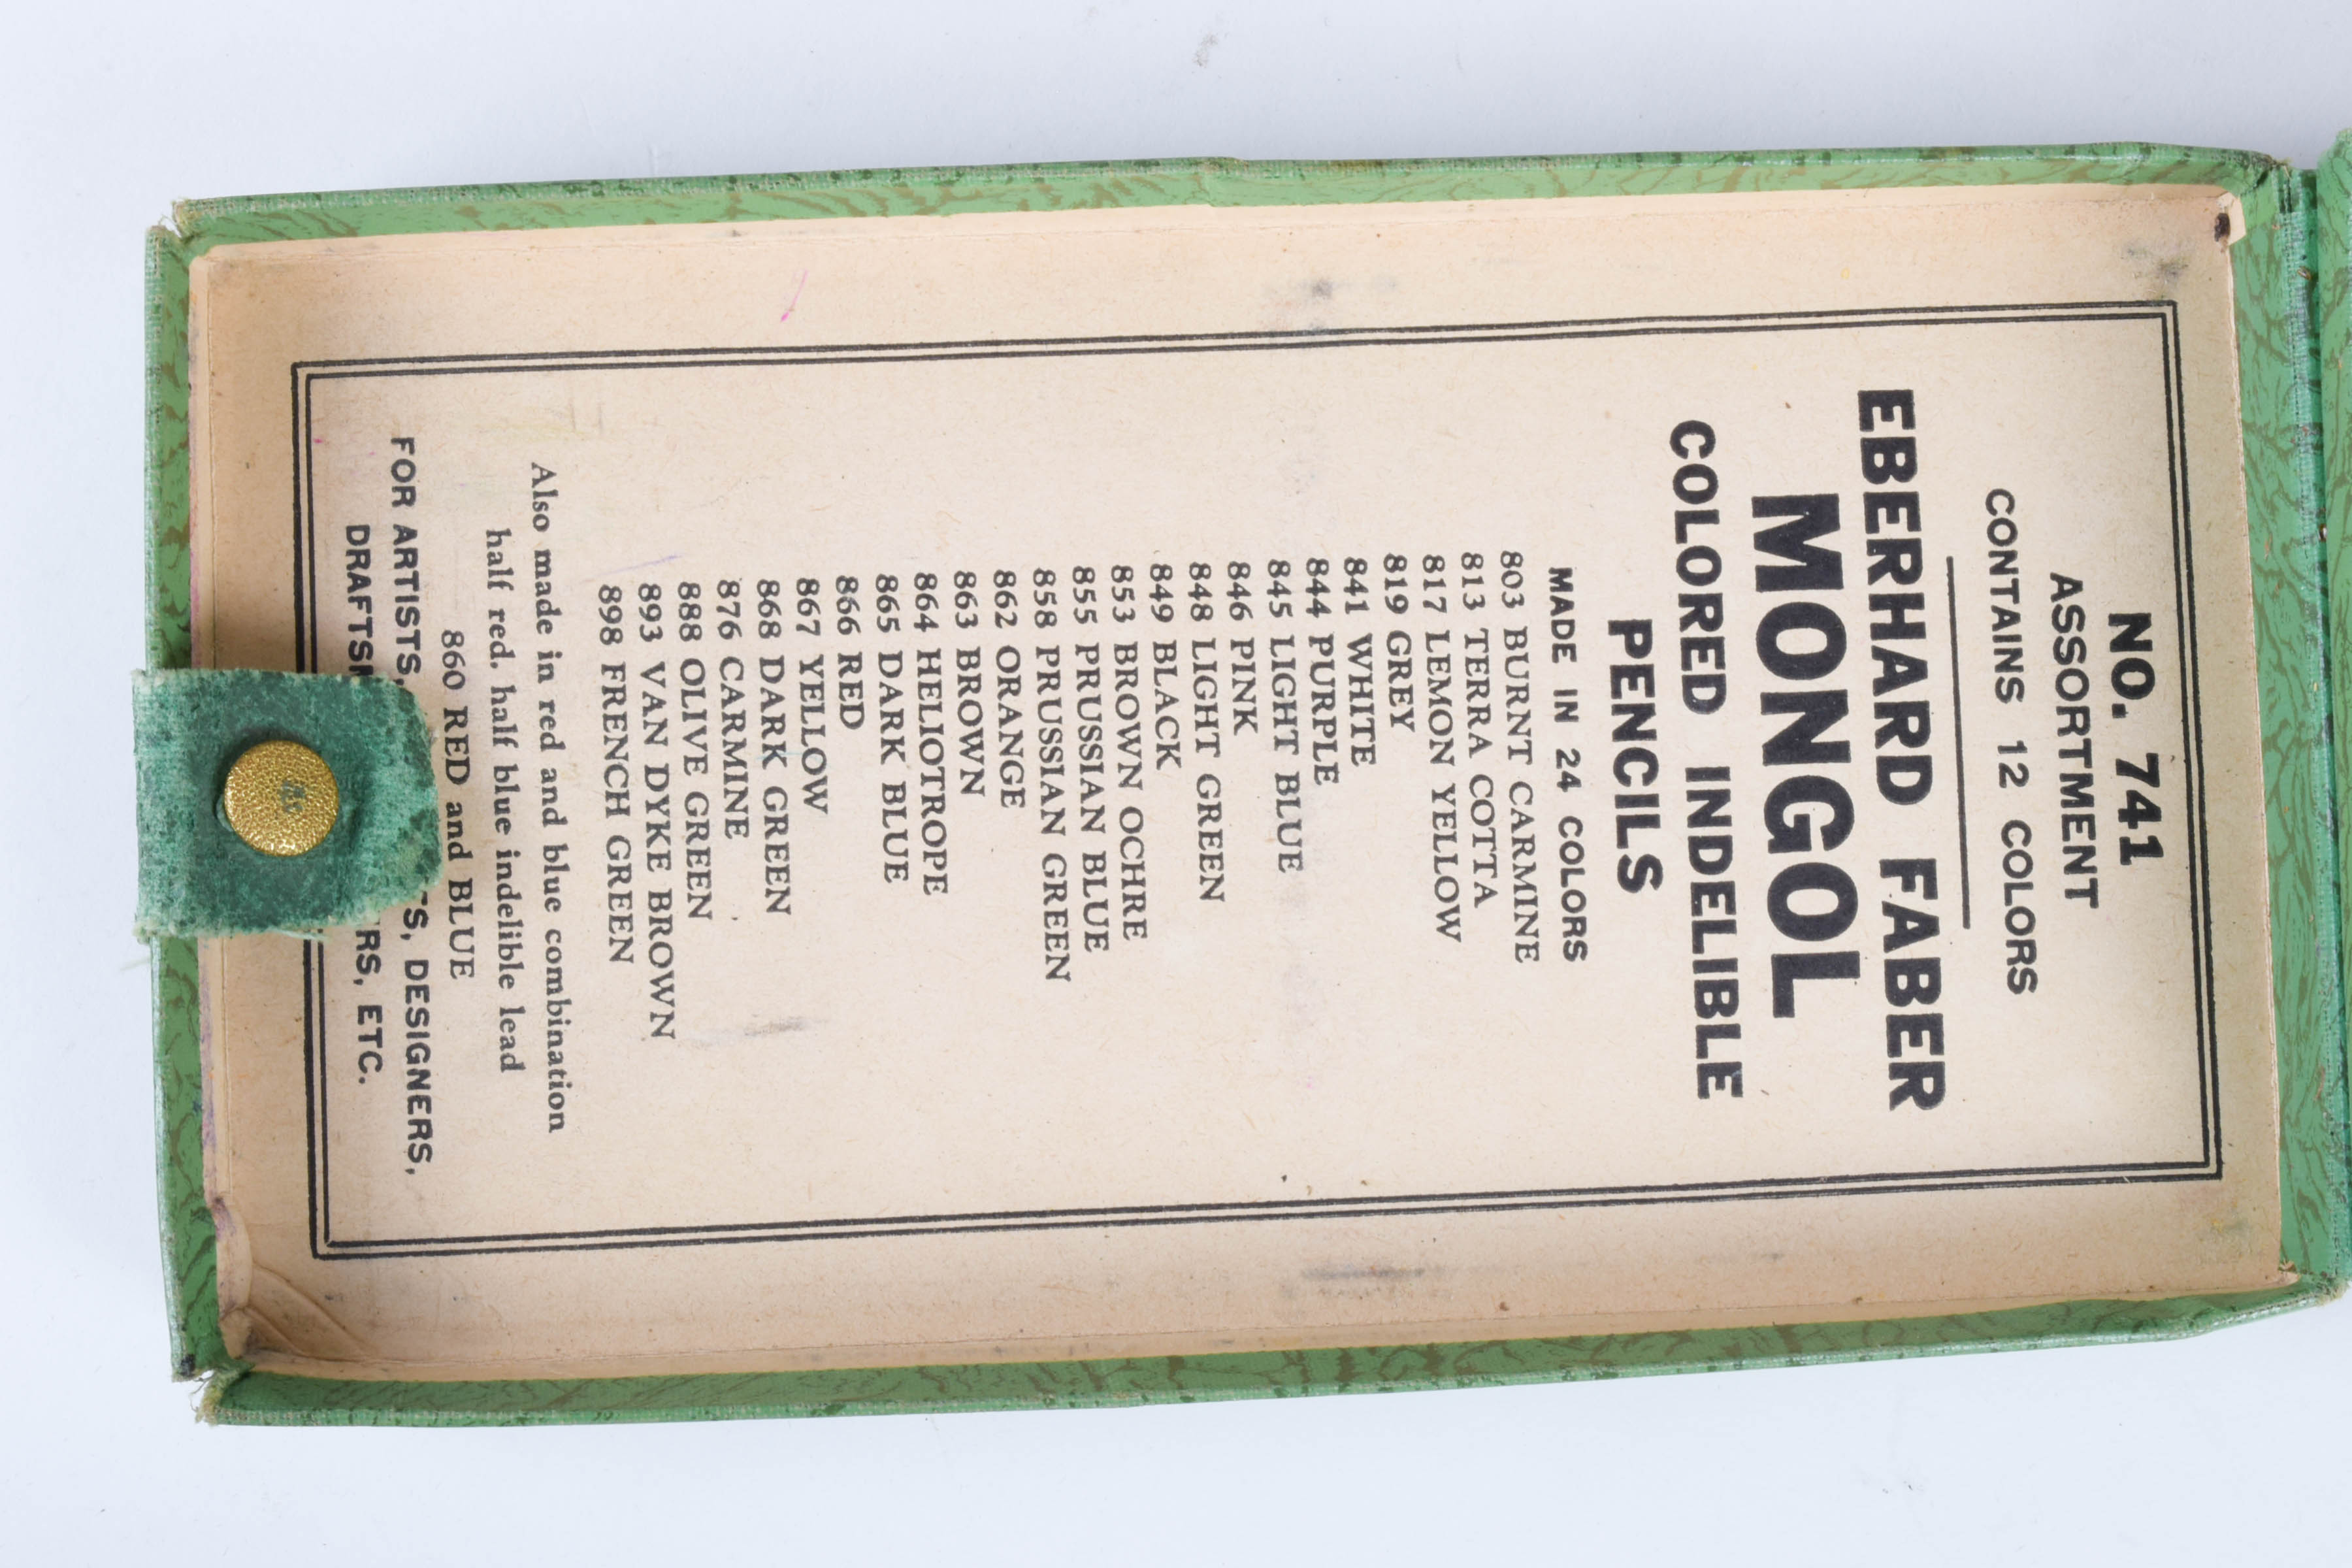 NO. 741
ASSORTMENT
CONTAINS 12 COLORS
EBERHARD FABER
MONGOL
COLORED INDELIBLE
PENCILS
MADE IN 24 COLORS
803 BURNT CARMINE
813 TERRA COTTA
817 LEMON YELLOW
819 GREY
841 WHITE
844 PURPLE
845 LIGHT BLUE
846 PINK
848 LIGHT GREEN
849 BLACK
853 BROWN OCHRE
855 PRUSSIAN BLUE
858 PRUSSIAN GREEN
862 ORANGE
863 BROWN
864 HELIOTROPE
865 DARK BLUE
866 RED
867 YELLOW
868 DARK GREEN
876 CARMINE
888 OLIVE GREEN
893 VAN DYKE BROWN
898 FRENCH GREEN
Also made in red and blue combination
half red, half blue indelible lead
860 RED and BLUE
FOR ARTISTS, DESIGNERS,
ETC.